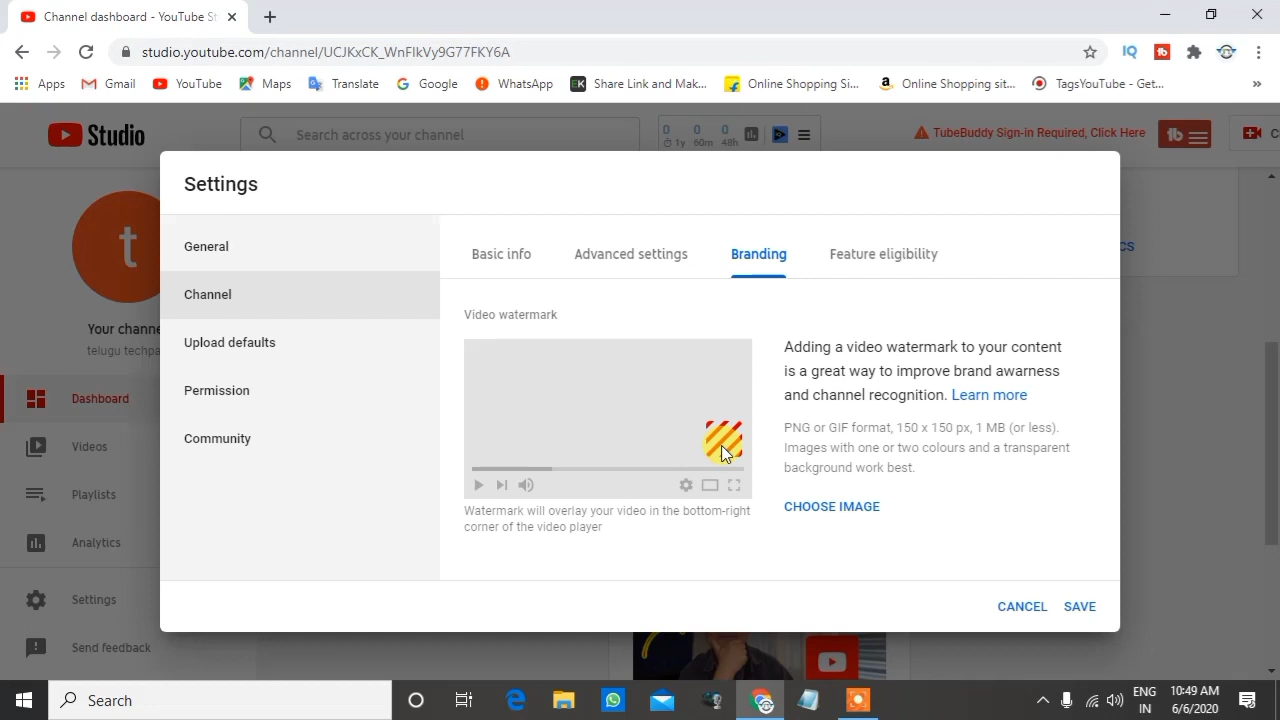 Channel dashboard - YouTube St
studio.youtube.com/channel/UCJKxCK_WnFIkVy9G77FKY6A
Apps Gmail YouTube Maps Translate Google WhatsApp Share Link and Mak... Online Shopping Si... Online Shopping sit... TagsYouTube - Get... »
Studio Search across your channel 0 0 0 1y 60m 48h TubeBuddy Sign-in Required, Click Here tb C
Settings
General
Channel
Upload defaults
Permission
Community
Basic info Advanced settings Branding Feature eligibility
Video watermark
Watermark will overlay your video in the bottom-right
corner of the video player
Adding a video watermark to your content
is a great way to improve brand awarness
and channel recognition. Learn more
PNG or GIF format, 150 x 150 px, 1 MB (or less).
Images with one or two colours and a transparent
background work best.
CHOOSE IMAGE
CANCEL SAVE
t
Your channe
telugu techpa
Dashboard
Videos
Playlists
Analytics
Settings
Send feedback
cs
Search
ENG
IN
10:49 AM
6/6/2020